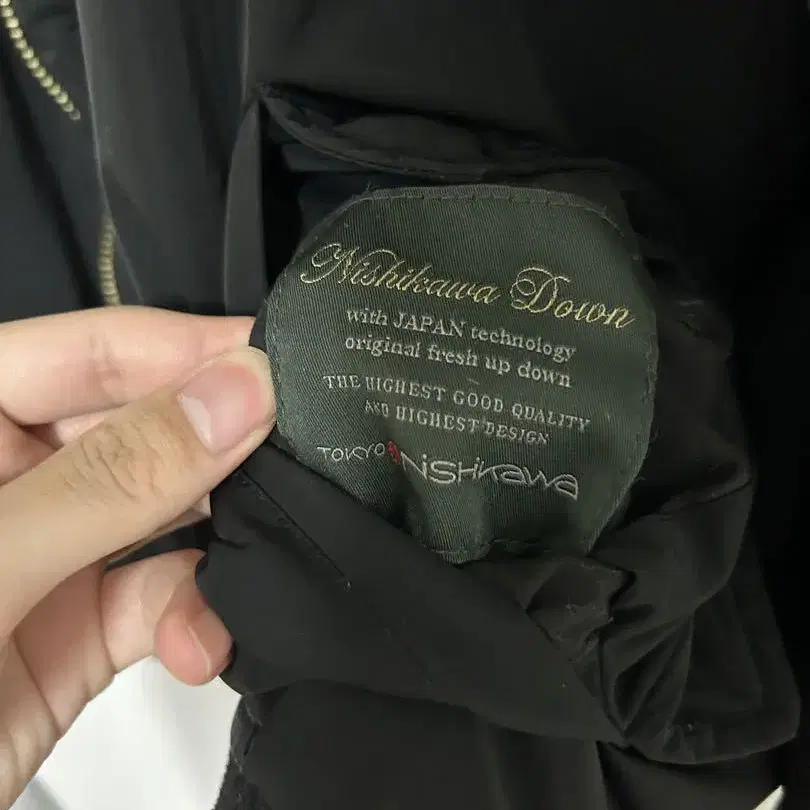 Nishikawa Down
with JAPAN technology
original fresh up down
THE HIGHEST GOOD QUALITY
AND HIGHEST DESIGN
TOKYO NiSHiKawa